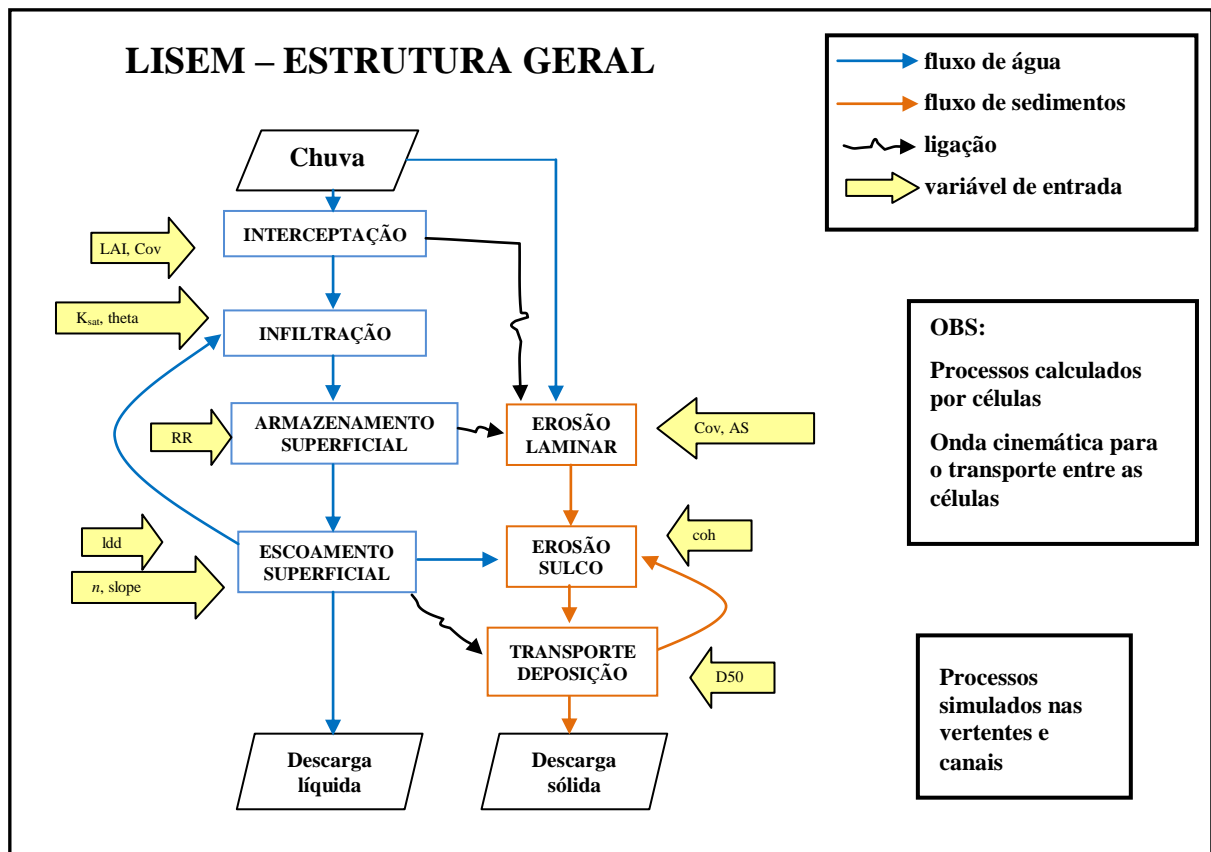 LISEM – ESTRUTURA GERAL
fluxo de água
fluxo de sedimentos
ligação
variável de entrada
Chuva
INTERCEPTAÇÃO
LAI, Cov
Ksat, theta
INFILTRAÇÃO
RR
ARMAZENAMENTO
SUPERFICIAL
EROSÃO
LAMINAR
Cov, AS
ldd
n, slope
ESCOAMENTO
SUPERFICIAL
EROSÃO
SULCO
coh
TRANSPORTE
DEPOSIÇÃO
D50
Descarga
líquida
Descarga
sólida
OBS:
Processos calculados
por células
Onda cinemática para
o transporte entre as
células
Processos
simulados nas
vertentes e
canais